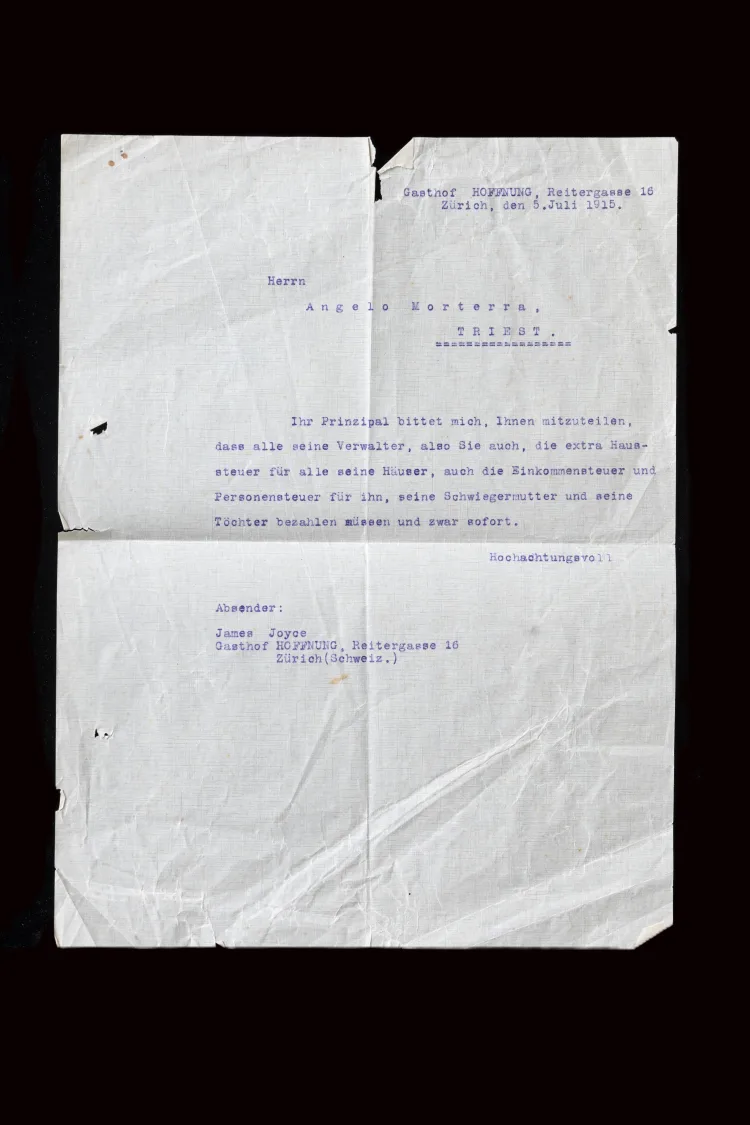 Gasthof HOFFNUNG, Reitergasse 16
Zürich, den 5.Juli 1915.
Herrn
Angelo Morterra,
TRIEST.
Ihr Prinzipal bittet mich, Ihnen mitzuteilen,
dass alle seine Verwalter, also Sie auch, die extra Haus-
steuer für alle seine Häuser, auch die Einkommensteuer und
Personensteuer für ihn, seine Schwiegermutter und seine
Töchter bezahlen müssen und zwar sofort.
Hochachtungsvoll
Absender:
James Joyce
Gasthof HOFFNUNG, Reitergasse 16
Zürich(Schweiz.)